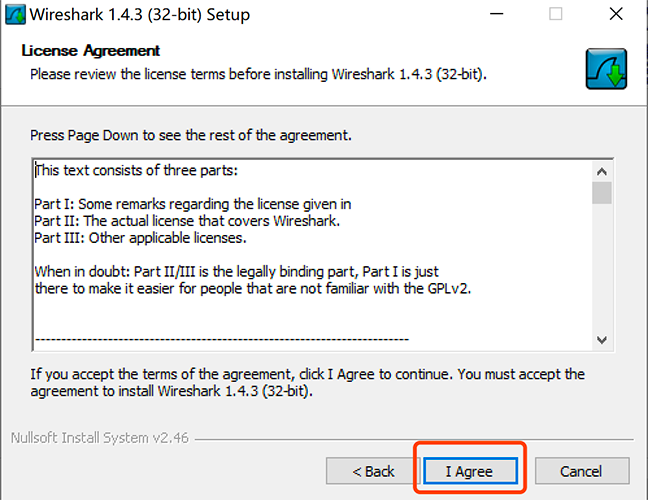 Wireshark 1.4.3 (32-bit) Setup
License Agreement
Please review the license terms before installing Wireshark 1.4.3 (32-bit).
Press Page Down to see the rest of the agreement.
This text consists of three parts:
Part I: Some remarks regarding the license given in
Part II: The actual license that covers Wireshark.
Part III: Other applicable licenses.
When in doubt: Part II/III is the legally binding part, Part I is just
there to make it easier for people that are not familiar with the GPLv2.
------------------------------------------------------------------------
If you accept the terms of the agreement, click I Agree to continue. You must accept the
agreement to install Wireshark 1.4.3 (32-bit).
Nullsoft Install System v2.46
< Back
I Agree
Cancel